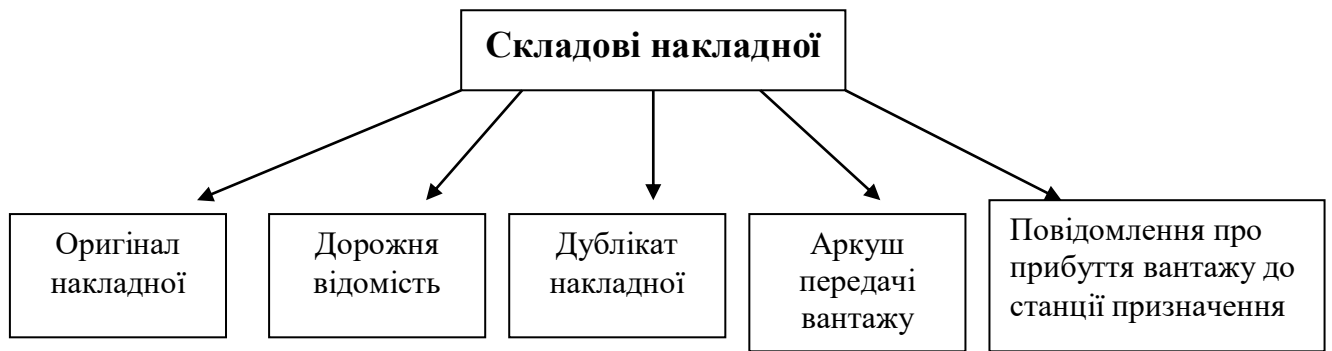 Складові накладної
Оригінал
накладної
Дорожня
відомість
Дублікат
накладної
Аркуш
передачі
вантажу
Повідомлення про
прибуття вантажу до
станції призначення